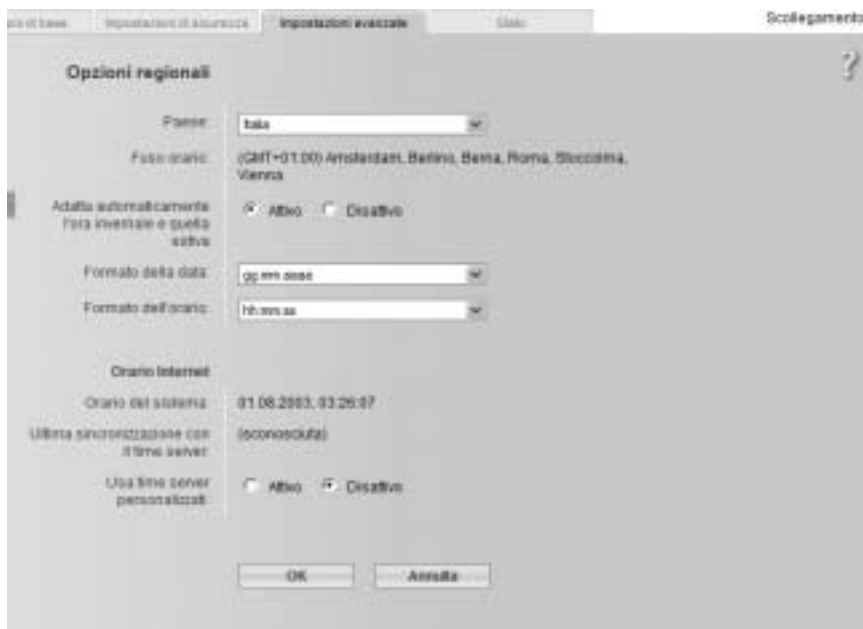 di base
Impostazioni di sicurezza
Impostazioni avanzate
Stato
Scollegamento
?
Opzioni regionali
Paese:
Italia
Fuso orario:
(GMT+01:00) Amsterdam, Berlino, Berna, Roma, Stoccolma,
Vienna
Adatta automaticamente
l'ora invernale e quella
estiva
Attivo
Disattivo
Formato della data:
gg.mm.aaaa
Formato dell'orario:
hh.mm.ss
Orario Internet
Orario del sistema:
01.08.2003, 03:26:07
Ultima sincronizzazione con
il time server:
(sconosciuta)
Usa time server
personalizzati:
Attivo
Disattivo
OK
Annulla